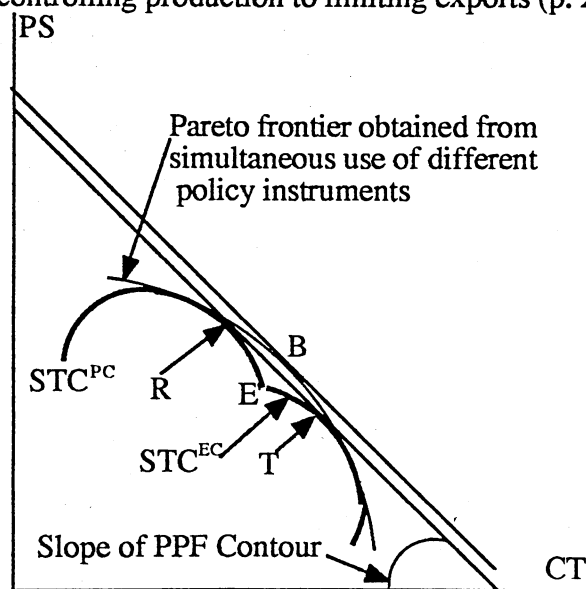 controlling production to limiting exports (p. 2
PS
Pareto frontier obtained from
simultaneous use of different
policy instruments
B
STC^PC
R
E
STC^EC
T
Slope of PPF Contour
CT